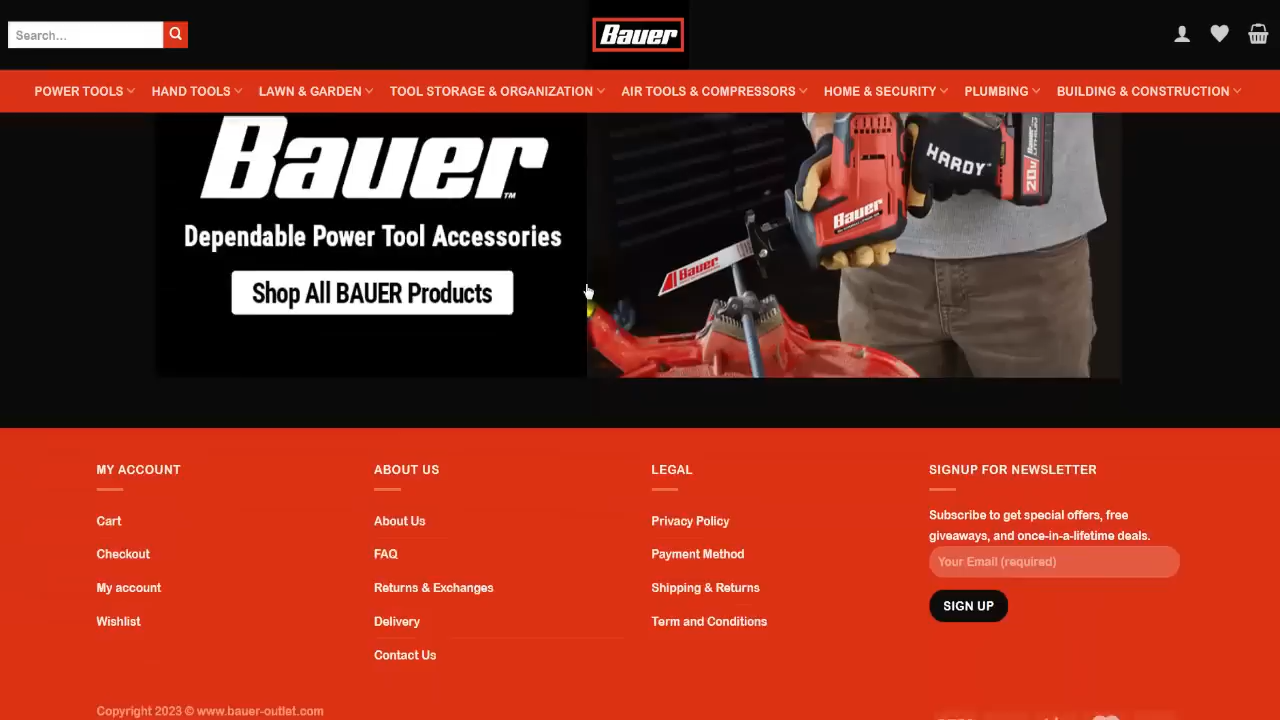 Search...
Bauer
POWER TOOLS
HAND TOOLS
LAWN & GARDEN
TOOL STORAGE & ORGANIZATION
AIR TOOLS & COMPRESSORS
HOME & SECURITY
PLUMBING
BUILDING & CONSTRUCTION
Bauer™
Dependable Power Tool Accessories
Shop All BAUER Products
HARDY
20V
Bauer
Bauer
MY ACCOUNT
Cart
Checkout
My account
Wishlist
ABOUT US
About Us
FAQ
Returns & Exchanges
Delivery
Contact Us
LEGAL
Privacy Policy
Payment Method
Shipping & Returns
Term and Conditions
SIGNUP FOR NEWSLETTER
Subscribe to get special offers, free
giveaways, and once-in-a-lifetime deals.
Your Email (required)
SIGN UP
Copyright 2023 © www.bauer-outlet.com